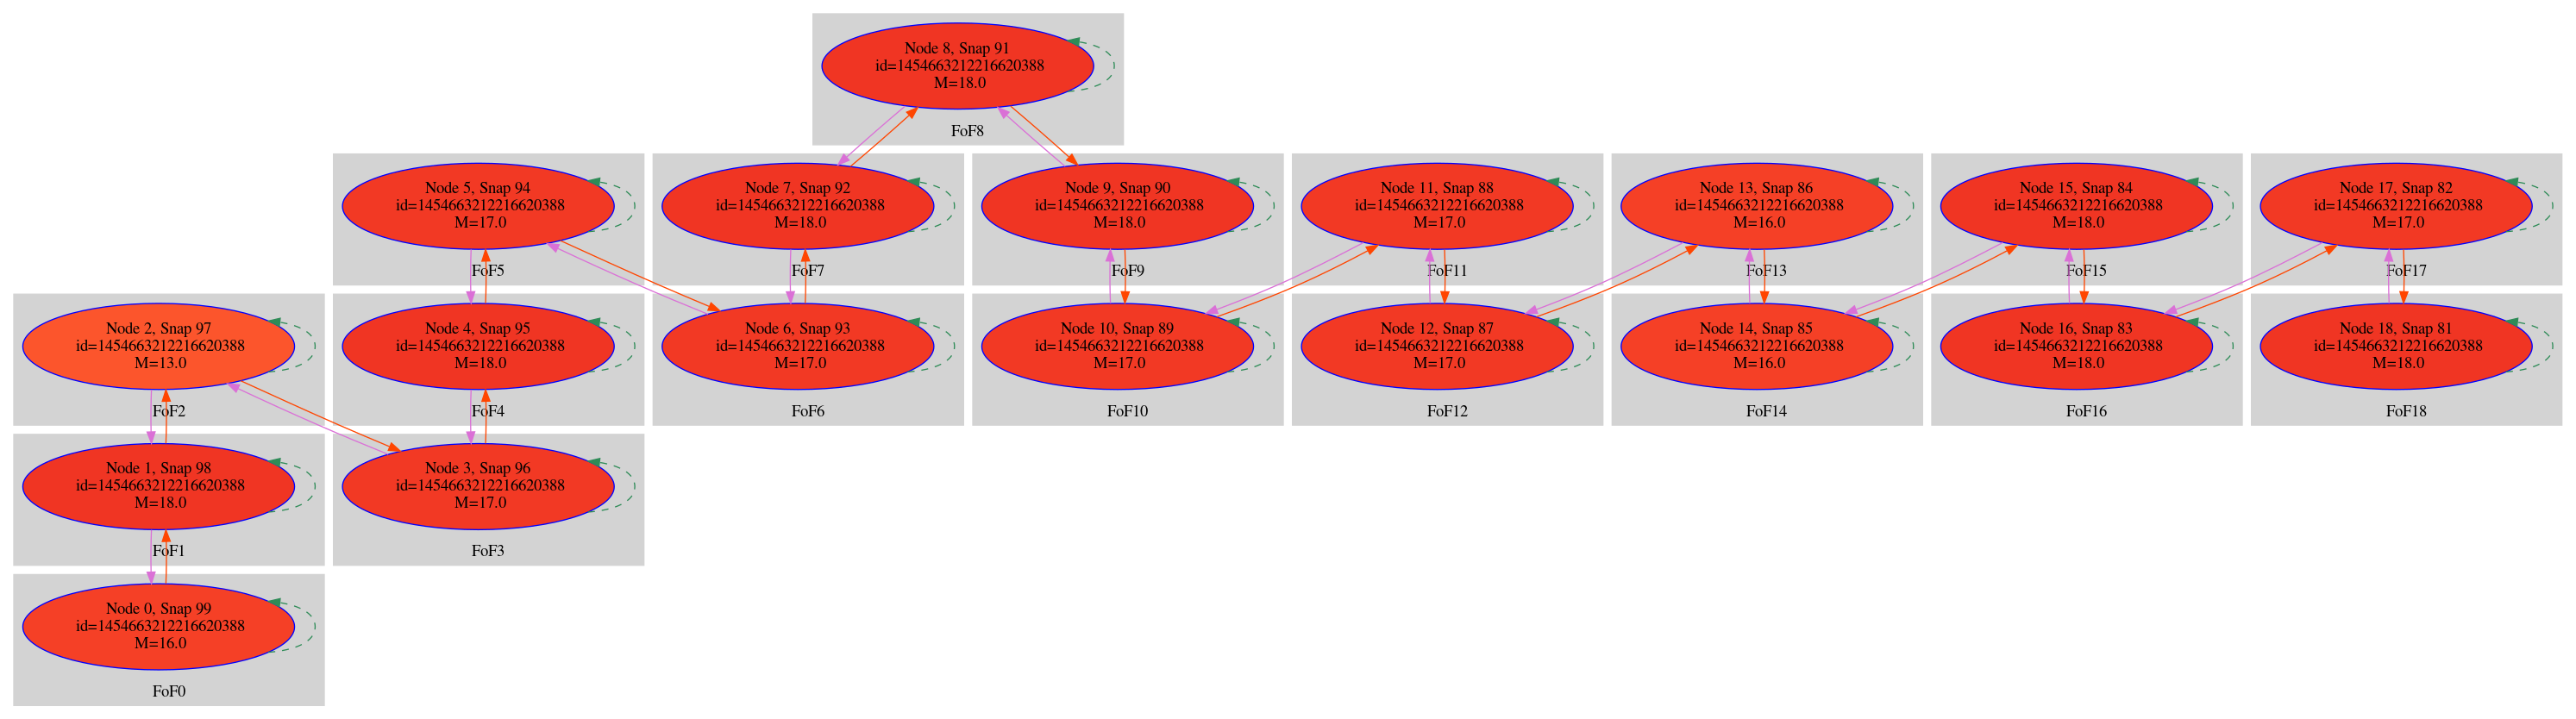 Node 8, Snap 91
id=1454663212216620388
M=18.0
FoF8
Node 5, Snap 94
id=1454663212216620388
M=17.0
FoF5
Node 7, Snap 92
id=1454663212216620388
M=18.0
FoF7
Node 9, Snap 90
id=1454663212216620388
M=18.0
FoF9
Node 11, Snap 88
id=1454663212216620388
M=17.0
FoF11
Node 13, Snap 86
id=1454663212216620388
M=16.0
FoF13
Node 15, Snap 84
id=1454663212216620388
M=18.0
FoF15
Node 17, Snap 82
id=1454663212216620388
M=17.0
FoF17
Node 2, Snap 97
id=1454663212216620388
M=13.0
FoF2
Node 4, Snap 95
id=1454663212216620388
M=18.0
FoF4
Node 6, Snap 93
id=1454663212216620388
M=17.0
FoF6
Node 10, Snap 89
id=1454663212216620388
M=17.0
FoF10
Node 12, Snap 87
id=1454663212216620388
M=17.0
FoF12
Node 14, Snap 85
id=1454663212216620388
M=16.0
FoF14
Node 16, Snap 83
id=1454663212216620388
M=18.0
FoF16
Node 18, Snap 81
id=1454663212216620388
M=18.0
FoF18
Node 1, Snap 98
id=1454663212216620388
M=18.0
FoF1
Node 3, Snap 96
id=1454663212216620388
M=17.0
FoF3
Node 0, Snap 99
id=1454663212216620388
M=16.0
FoF0